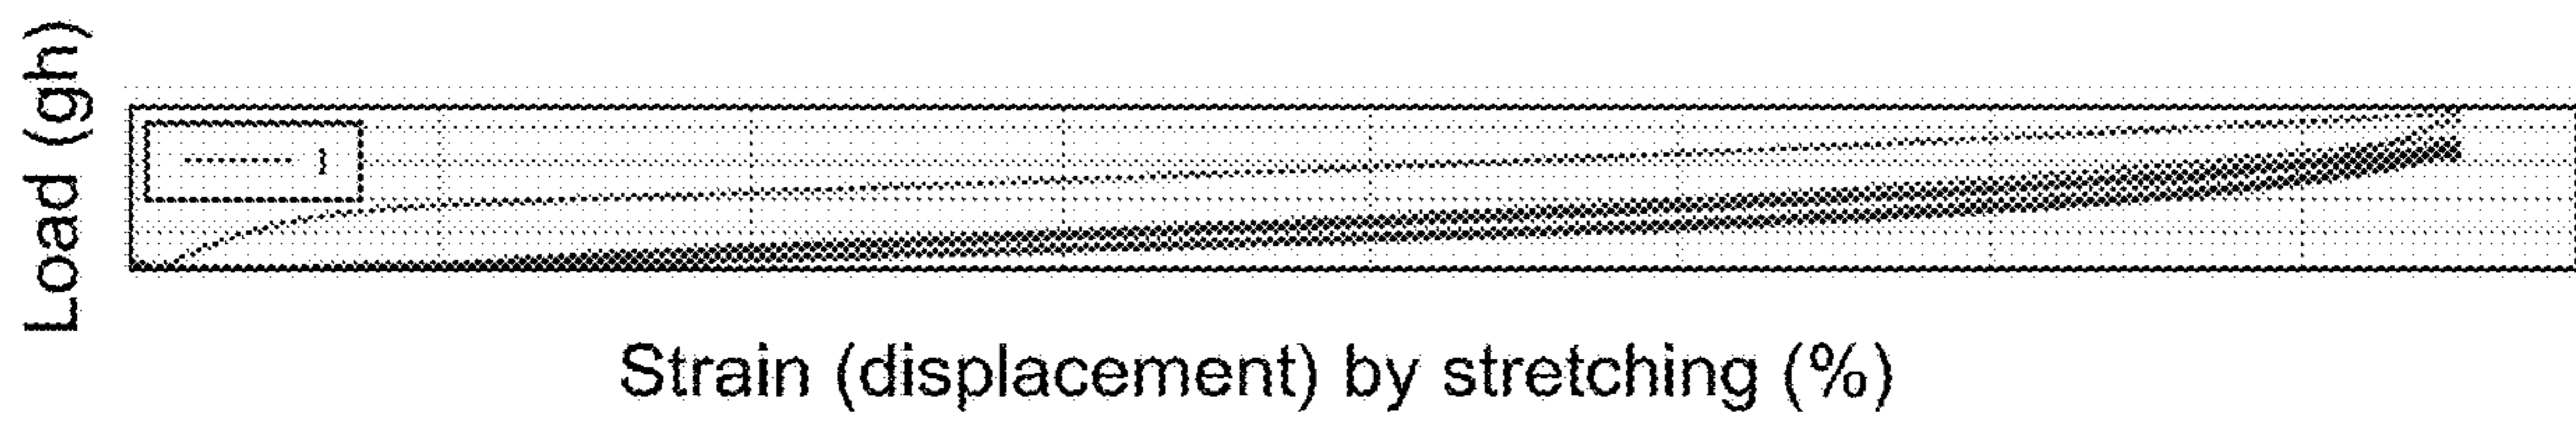 Load (gh)
1
Strain (displacement) by stretching (%)